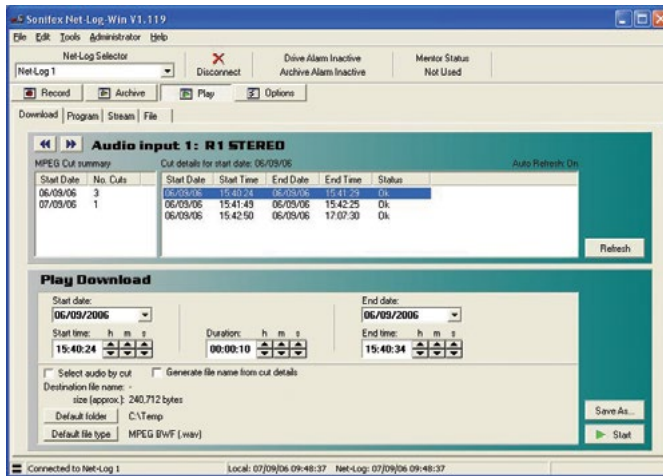 Sonifex Net-Log-Win V1.119
File Edit Tools Administrator Help
Net-Log Selector
Net-Log 1
Disconnect
Drive Alarm Inactive
Archive Alarm Inactive
Mentor Status
Not Used
Record Archive Play Options
Download Program Stream File
Audio input 1: R1 STEREO
MPEG Cut summary Cut details for start date: 06/09/06 Auto Refresh: On
Start Date No. Cuts Start Date Start Time End Date End Time Status
06/09/06 3 06/09/06 15:40:24 06/09/06 15:41:29 Ok
07/09/06 1 06/09/06 15:41:49 06/09/06 15:42:25 Ok
06/09/06 15:42:50 06/09/06 17:07:30 Ok
Refresh
Play Download
Start date: End date:
06/09/2006 06/09/2006
Start time: h m s Duration: h m s End time: h m s
15:40:24 00:00:10 15:40:34
Select audio by cut Generate file name from cut details
Destination file name: -
size (approx.): 240,712 bytes
Default folder C:\Temp
Save As...
Default file type MPEG BWF (.wav)
Start
Connected to Net-Log 1 Local: 07/09/06 09:48:37 Net-Log: 07/09/06 09:48:37